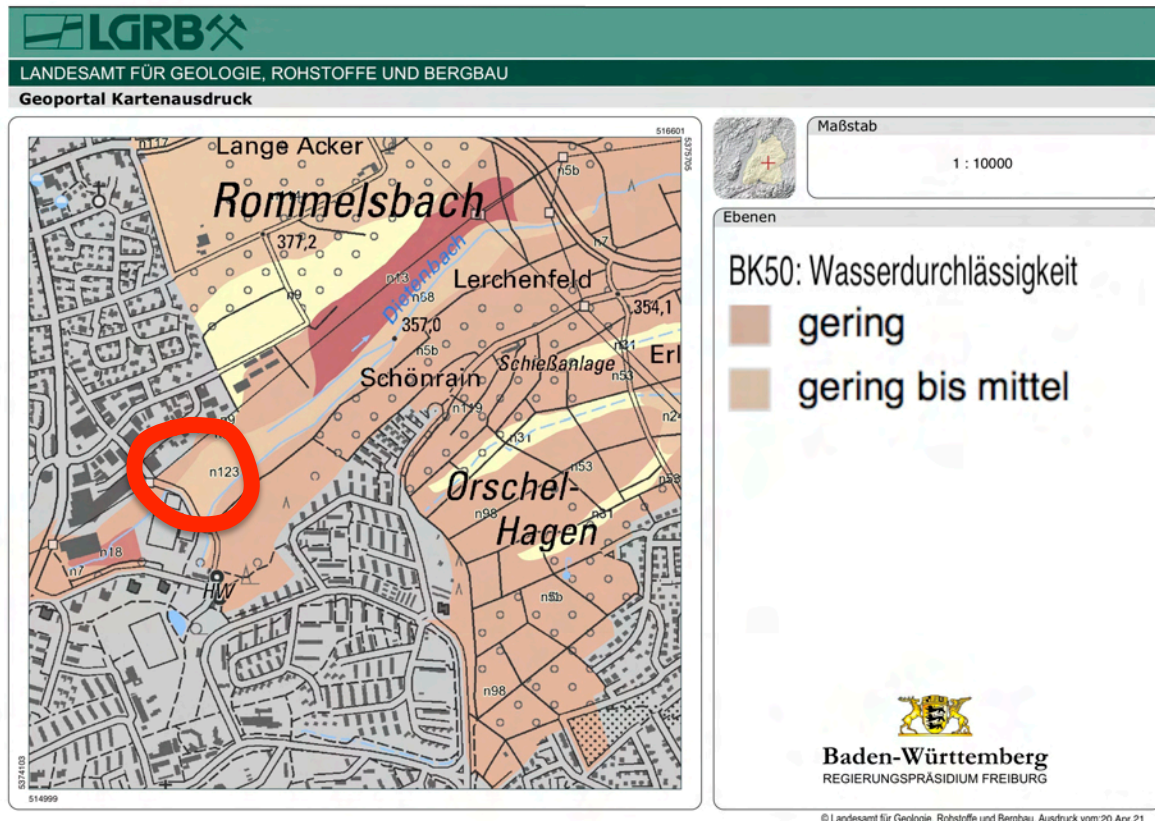 LGRB
LANDESAMT FÜR GEOLOGIE, ROHSTOFFE UND BERGBAU
Geoportal Kartenausdruck
516601
5375705
n117
Lange Äcker
n5b
Rommelsbach
377,2
n7
n13
Dietenbach
Lerchenfeld
n9
n58
354,1
357,0
n31
n5b
Schießanlage
Erl
Schönrain
n53
n119
n9
n24
n31
n123
n53
n53
Orschel-
n98
n31
Hagen
n18
n7
HW
n5b
n98
5374103
514999
Maßstab
1 : 10000
Ebenen
BK50: Wasserdurchlässigkeit
gering
gering bis mittel
Baden-Württemberg
REGIERUNGSPRÄSIDIUM FREIBURG
© Landesamt für Geologie, Rohstoffe und Bergbau, Ausdruck vom:20.Apr.21